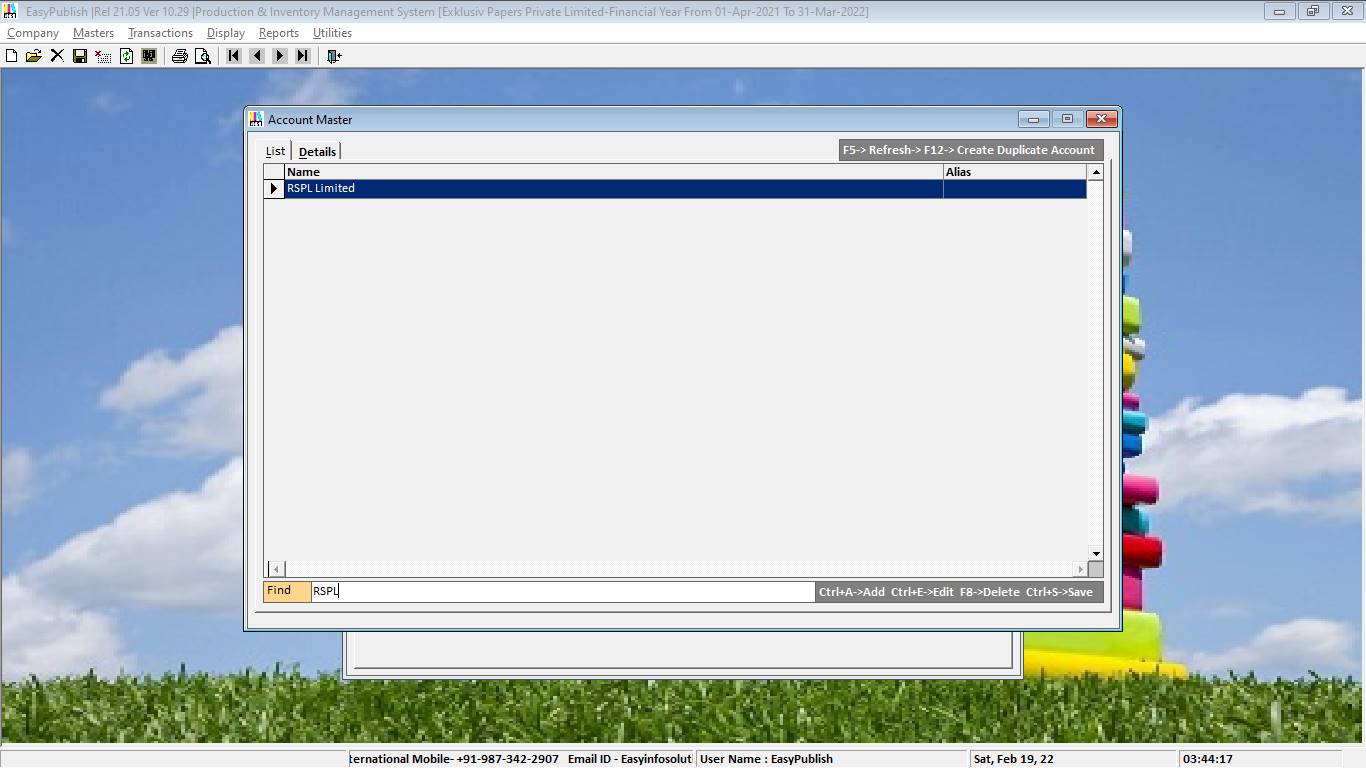 EasyPublish |Rel 21.05 Ver 10.29 |Production & Inventory Management System [Exklusiv Papers Private Limited-Financial Year From 01-Apr-2021 To 31-Mar-2022]
Company Masters Transactions Display Reports Utilities
Account Master
List Details F5-> Refresh-> F12-> Create Duplicate Account
Name Alias
RSPL Limited
Find RSPL Ctrl+A->Add Ctrl+E->Edit F8->Delete Ctrl+S->Save
ternational Mobile- +91-987-342-2907 Email ID - Easyinfosolut User Name : EasyPublish Sat, Feb 19, 22 03:44:17